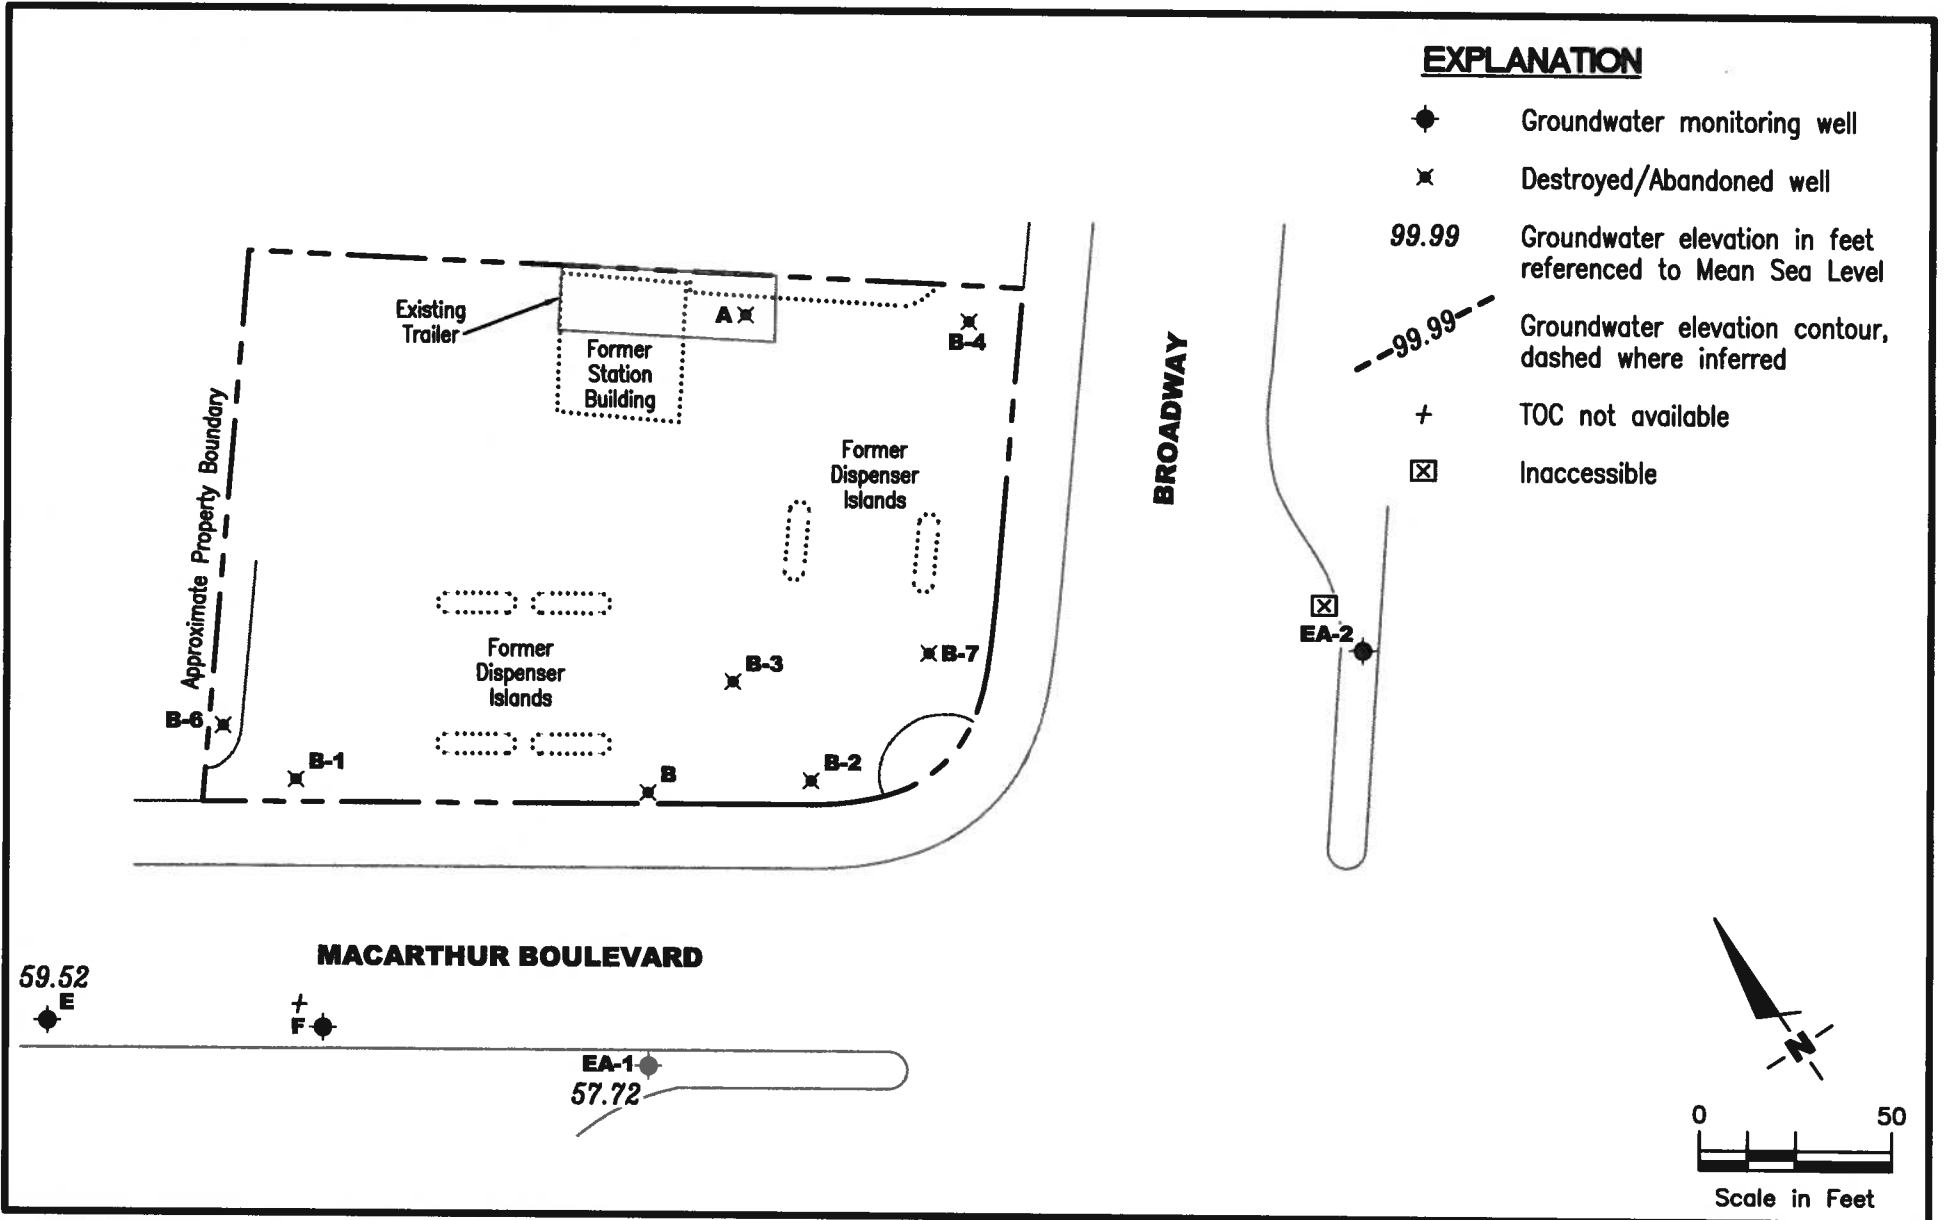 EXPLANATION
Groundwater monitoring well
Destroyed/Abandoned well
99.99
Groundwater elevation in feet
referenced to Mean Sea Level
99.99
Groundwater elevation contour,
dashed where inferred
+
TOC not available
Inaccessible
Existing
Trailer
A
B-4
Former
Station
Building
BROADWAY
Approximate Property Boundary
Former
Dispenser
Islands
EA-2
Former
Dispenser
Islands
B-3
B-7
B-6
B-1
B
B-2
MACARTHUR BOULEVARD
59.52
E
+
F
EA-1
57.72
N
0 50
Scale in Feet